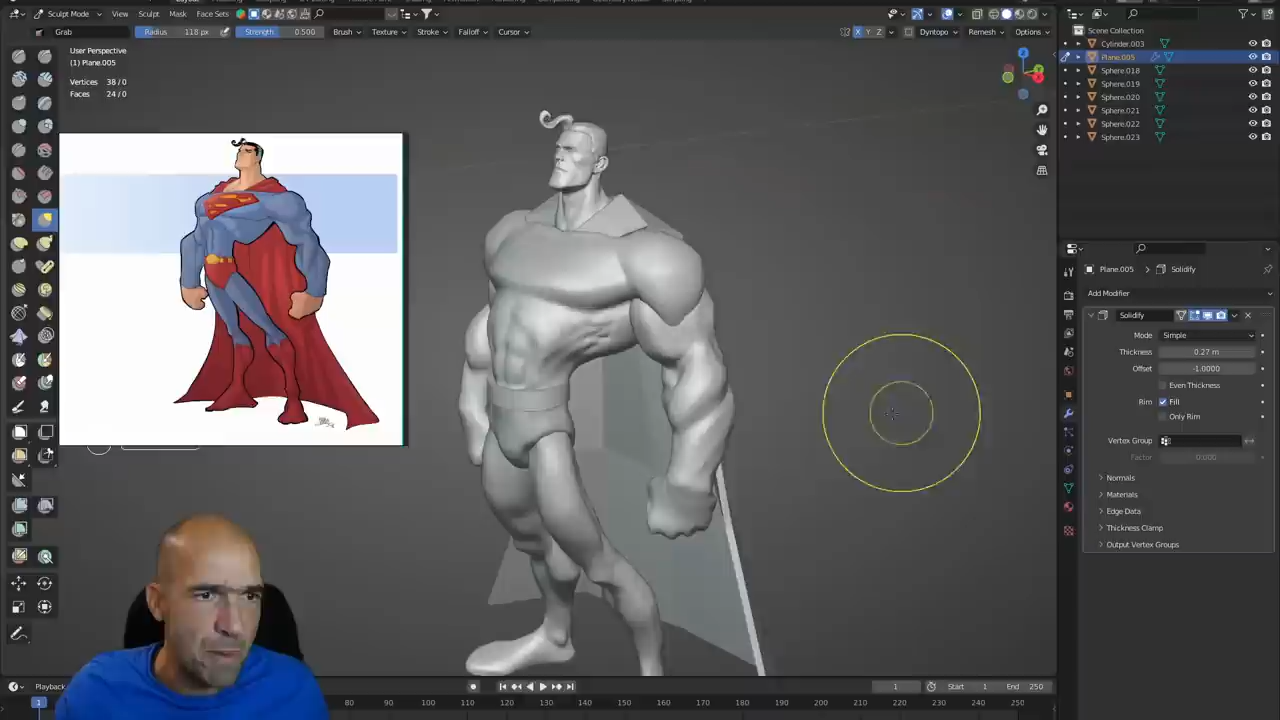 Sculpt Mode View Sculpt Mask Face Sets
Grab Radius 118 px Strength 0.500 Brush Texture Stroke Falloff Cursor X Y Z Dyntopo Remesh Options
User Perspective
(1) Plane.005
Vertices 38/0
Faces 24/0
Z
Scene Collection
Cylinder.003
Plane.005
Sphere.018
Sphere.019
Sphere.020
Sphere.021
Sphere.022
Sphere.023
Plane.005 Solidify
Add Modifier
Solidify
Mode Simple
Thickness 0.27 m
Offset -1.0000
Even Thickness
Rim Fill
Only Rim
Vertex Group
Factor 0.000
Normals
Materials
Edge Data
Thickness Clamp
Output Vertex Groups
Playback 1 Start 1 End 250
1 80 90 100 110 120 130 140 150 160 170 180 190 200 210 220 230 240 250